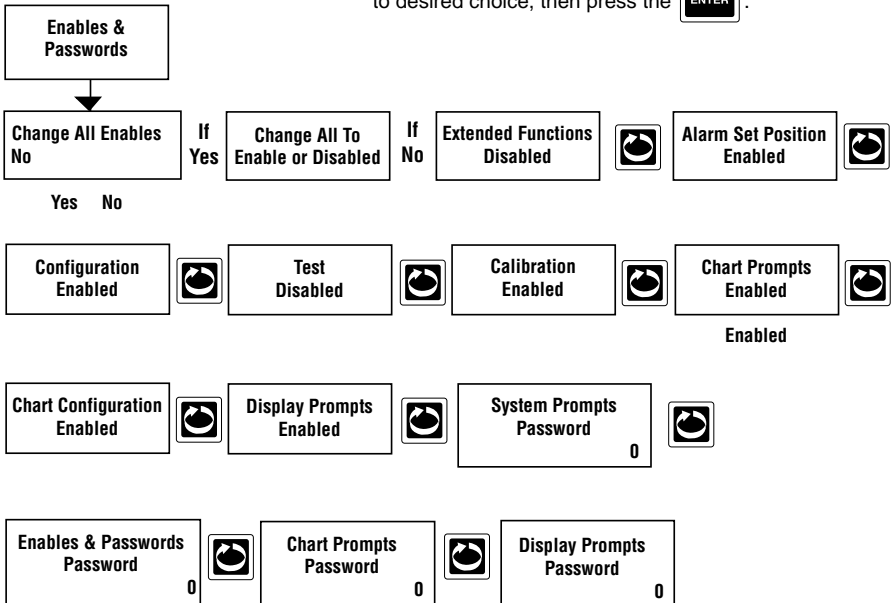 to desired choice, then press the ENTER .
Enables &
Passwords
Change All Enables
No
If
Yes
Change All To
Enable or Disabled
If
No
Extended Functions
Disabled
Alarm Set Position
Enabled
Yes No
Configuration
Enabled
Test
Disabled
Calibration
Enabled
Chart Prompts
Enabled
Enabled
Chart Configuration
Enabled
Display Prompts
Enabled
System Prompts
Password
0
Enables & Passwords
Password
0
Chart Prompts
Password
0
Display Prompts
Password
0